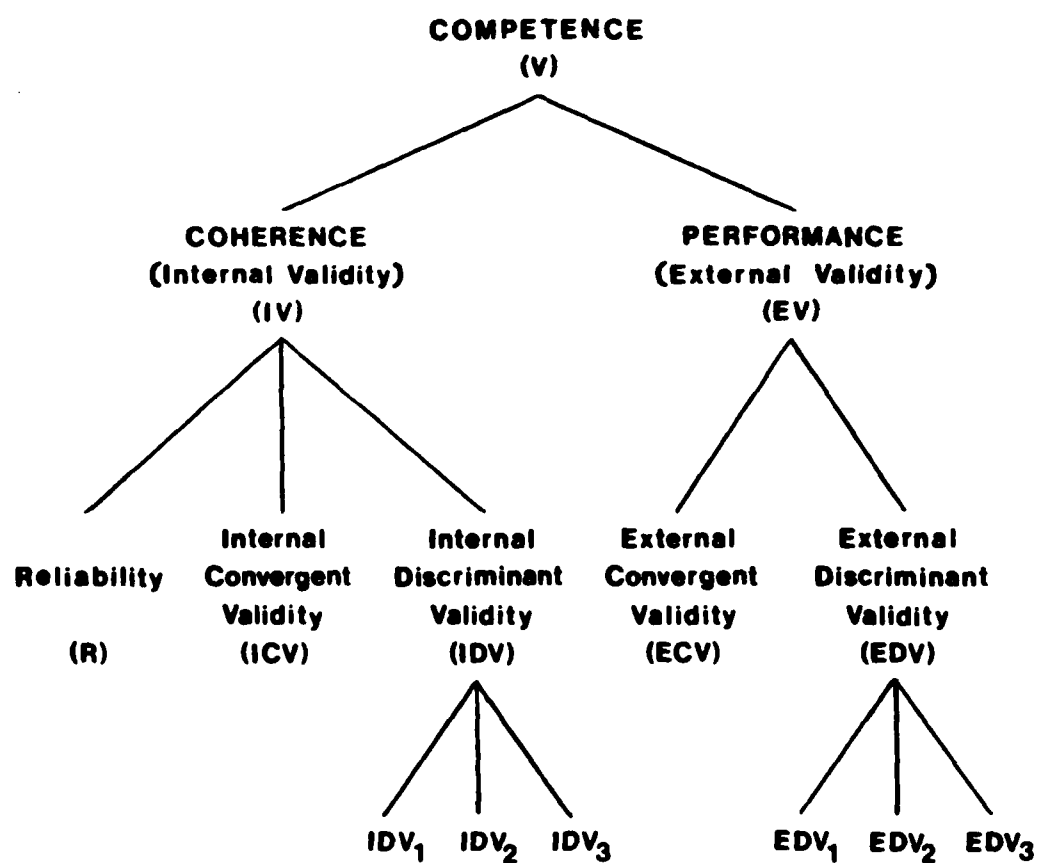 COMPETENCE
(V)
COHERENCE
(Internal Validity)
(IV)
PERFORMANCE
(External Validity)
(EV)
Reliability
(R)
Internal
Convergent
Validity
(ICV)
Internal
Discriminant
Validity
(IDV)
External
Convergent
Validity
(ECV)
External
Discriminant
Validity
(EDV)
IDV₁ IDV₂ IDV₃
EDV₁ EDV₂ EDV₃